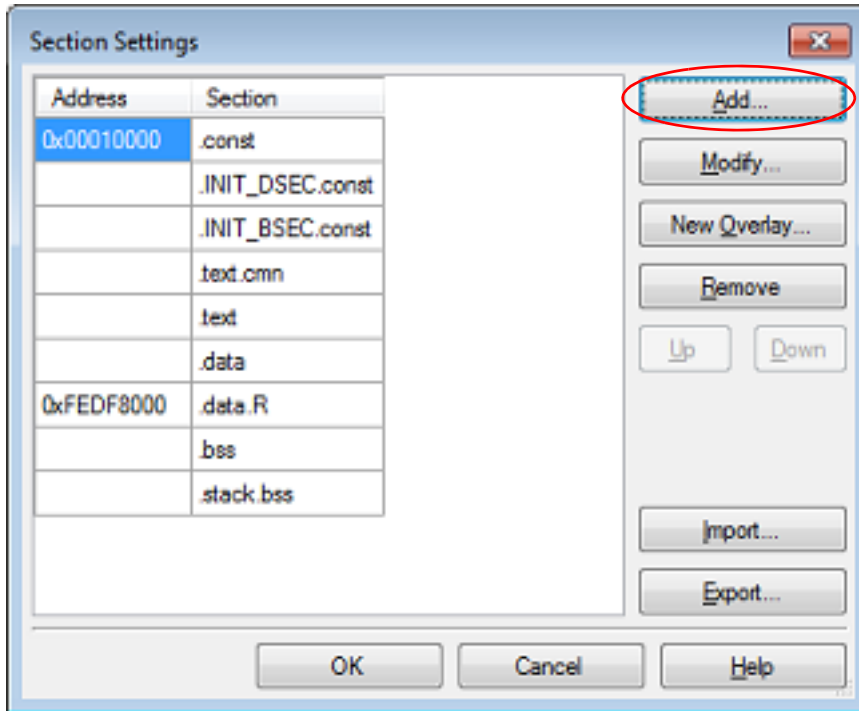 Section Settings
Address Section
0x00010000 .const
.INIT_DSEC.const
.INIT_BSEC.const
.text.cmn
.text
.data
0xFEDF8000 .data.R
.bss
.stack.bss
Add...
Modify...
New Overlay...
Remove
Up Down
Import...
Export...
OK Cancel Help